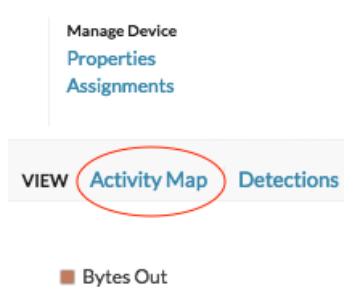 Manage Device
Properties
Assignments
VIEW Activity Map Detections
Bytes Out